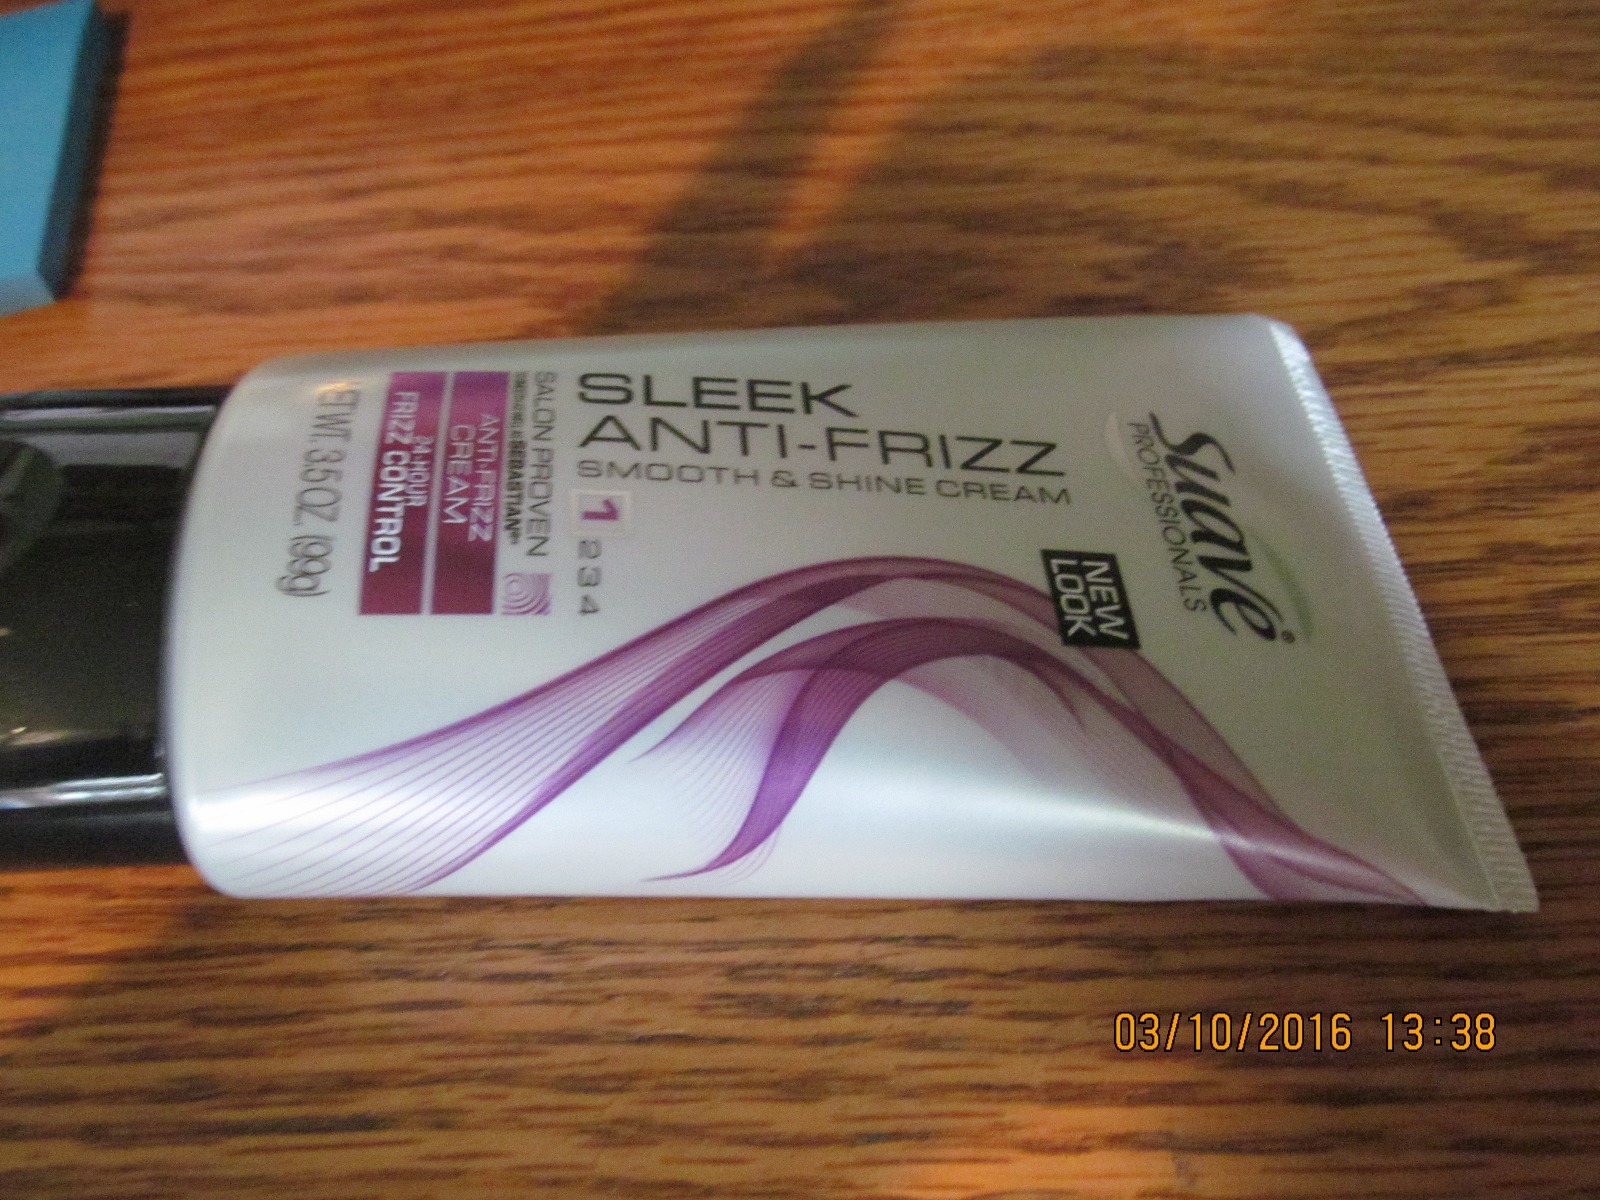 Suave®
PROFESSIONALS
NEW
LOOK
SLEEK
ANTI-FRIZZ
SMOOTH & SHINE CREAM
1 2 3 4
SALON PROVEN
SEBASTIAN
ANTI-FRIZZ
CREAM
24-HOUR
FRIZZ CONTROL
NET WT. 3.5 OZ. (99g)
03/10/2016 13:38